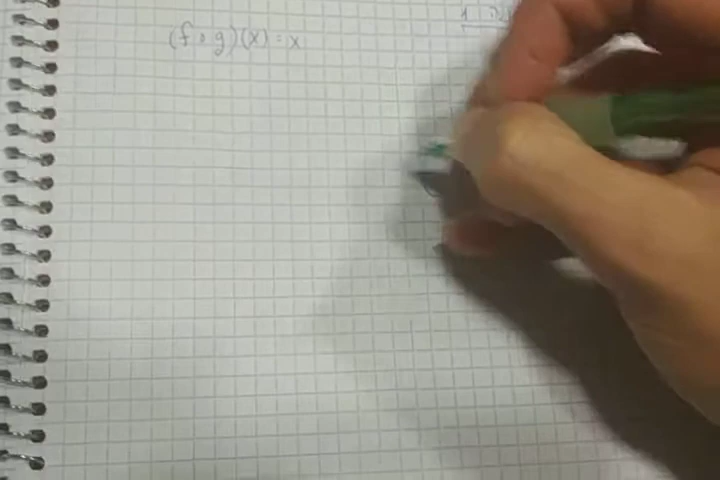 (f ∘ g)(x) = x